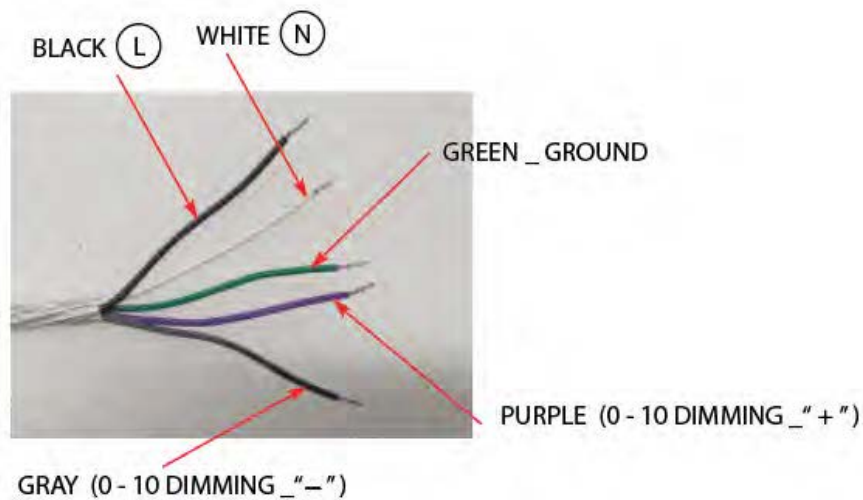 BLACK (L)
WHITE (N)
GREEN _ GROUND
PURPLE (0 - 10 DIMMING _“ + ”)
GRAY (0 - 10 DIMMING _“–”)